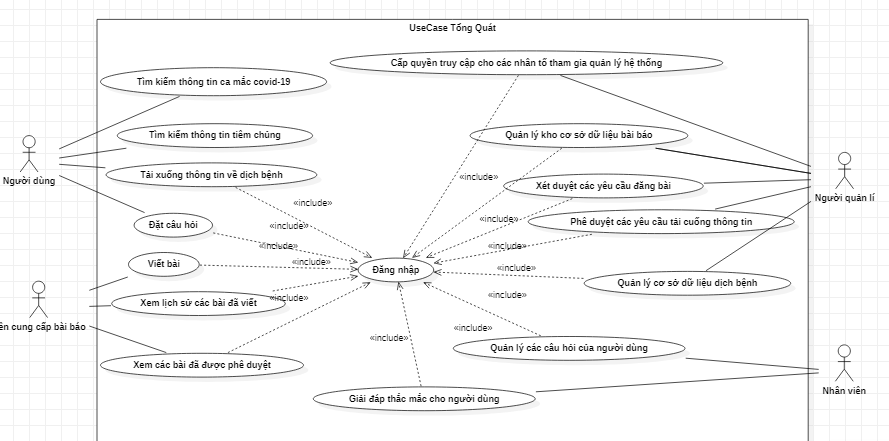 UseCase Tổng Quát
Cấp quyền truy cập cho các nhân tố tham gia quản lý hệ thống
Tìm kiếm thông tin ca mắc covid-19
Tìm kiếm thông tin tiêm chủng
Quản lý kho cơ sở dữ liệu bài báo
Tải xuống thông tin về dịch bệnh
«include»
Người dùng
Xét duyệt các yêu cầu đăng bài
Người quản lí
«include»
Đặt câu hỏi
«include»
«include»
Phê duyệt các yêu cầu tải cuống thông tin
«include»
«include»
Viết bài
«include»
Đăng nhập
«include»
Quản lý cơ sở dữ liệu dịch bệnh
Xem lịch sử các bài đã viết
«include»
«include»
ên cung cấp bài báo
«include»
«include»
Quản lý các câu hỏi của người dùng
Xem các bài đã được phê duyệt
Giải đáp thắc mắc cho người dùng
Nhân viên